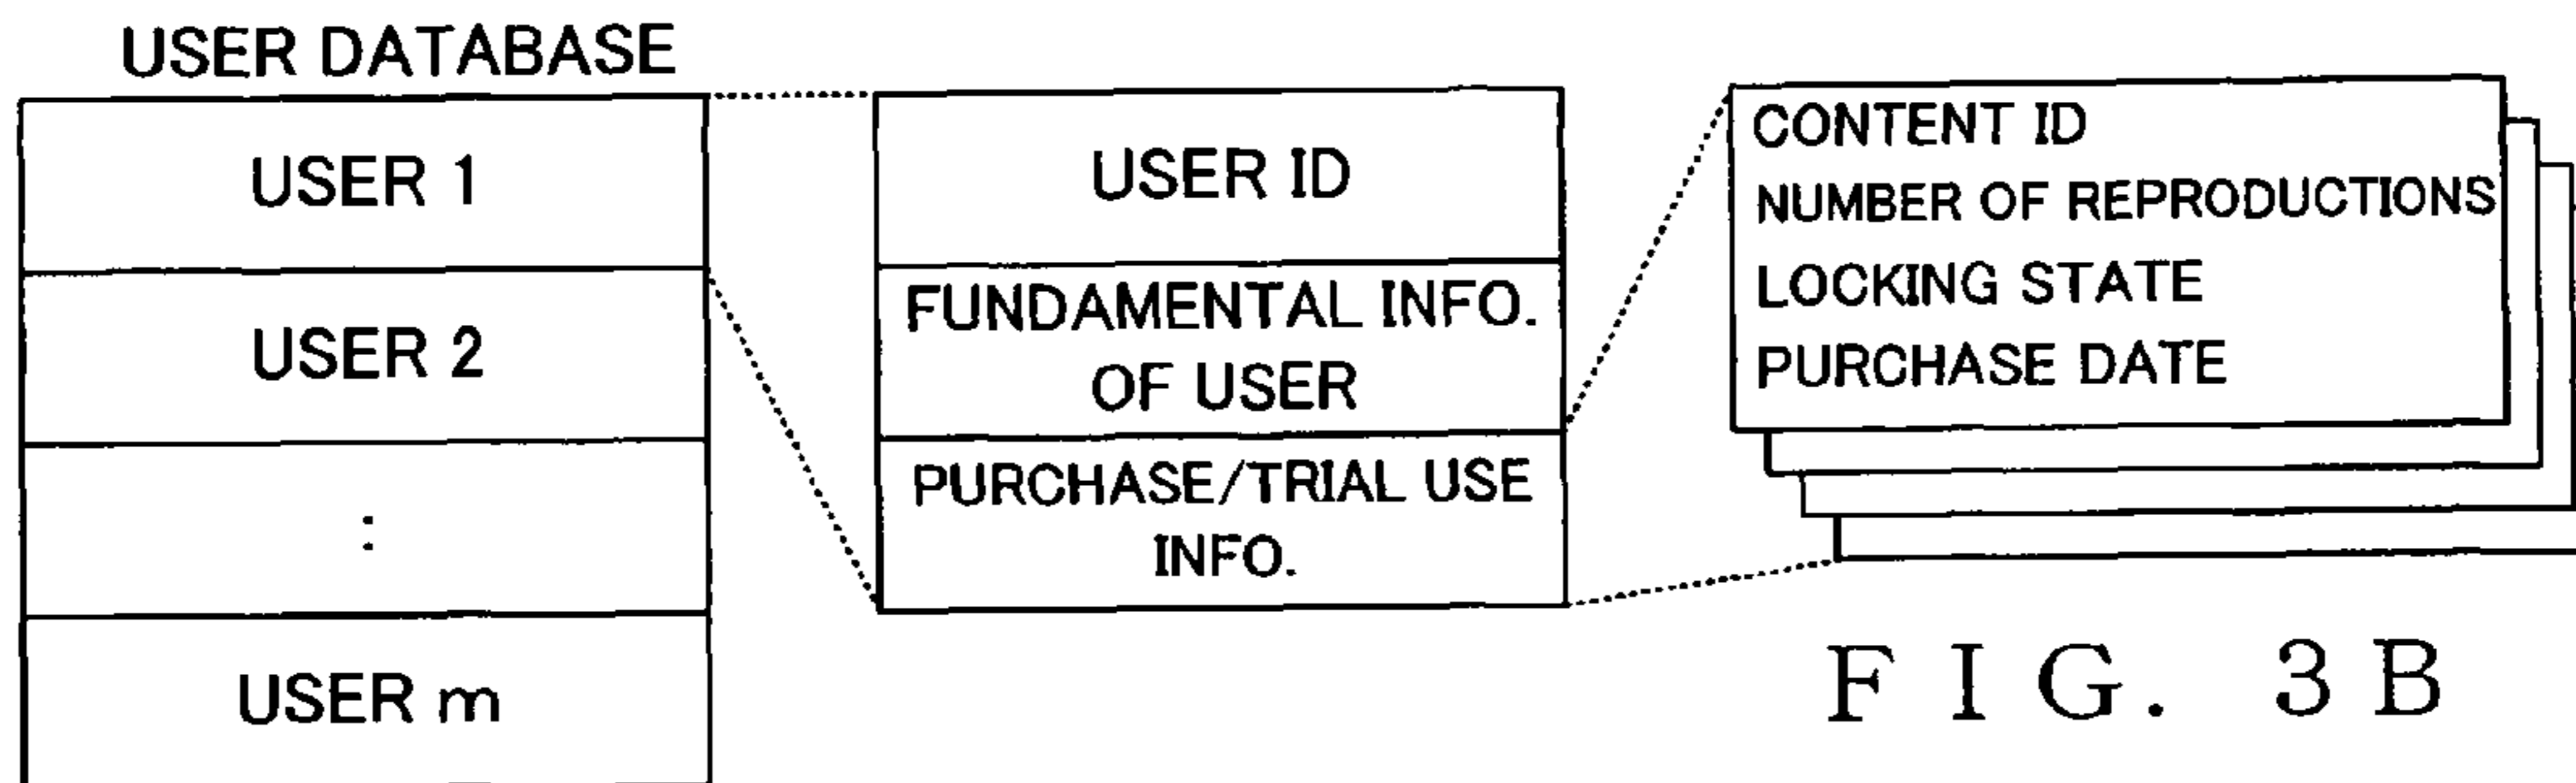 USER DATABASE
USER 1
USER 2
:
USER m
USER ID
FUNDAMENTAL INFO.
OF USER
PURCHASE/TRIAL USE
INFO.
CONTENT ID
NUMBER OF REPRODUCTIONS
LOCKING STATE
PURCHASE DATE
FIG. 3B